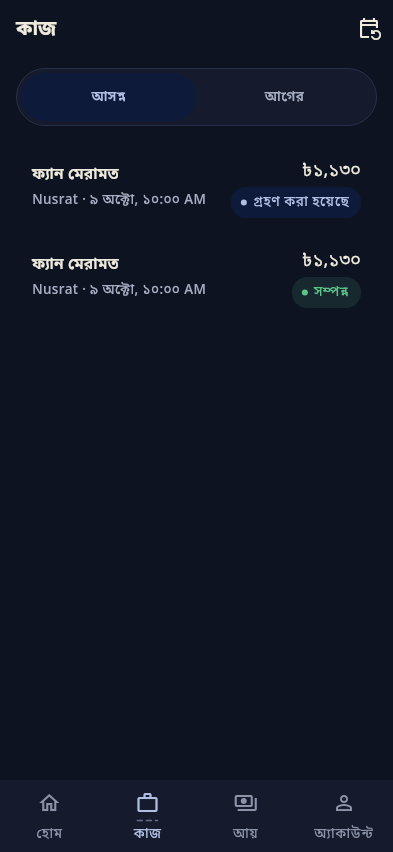 কাজ
আসন্ন
আগের
ফ্যান মেরামত
৳১,১৩০
Nusrat · ৯ অক্টো, ১০:০০ AM
গ্রহণ করা হয়েছে
ফ্যান মেরামত
৳১,১৩০
Nusrat · ৯ অক্টো, ১০:০০ AM
সম্পন্ন
হোম
কাজ
আয়
অ্যাকাউন্ট